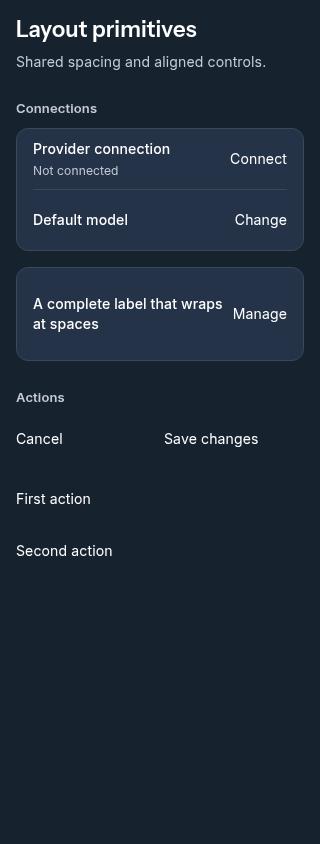 Layout primitives
Shared spacing and aligned controls.
Connections
Provider connection
Not connected
Connect
Default model
Change
A complete label that wraps
at spaces
Manage
Actions
Cancel
Save changes
First action
Second action